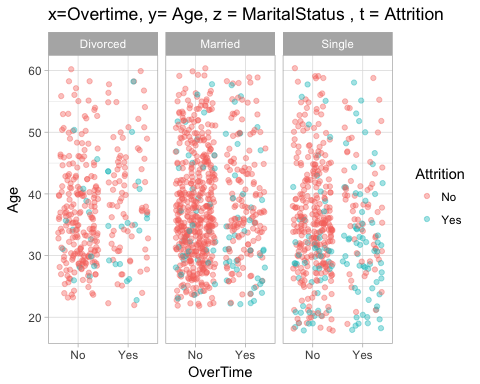 x=Overtime, y= Age, z = MaritalStatus , t = Attrition
Divorced Married Single
60
50
40
30
20
Age
No Yes No Yes No Yes
OverTime
Attrition
No
Yes